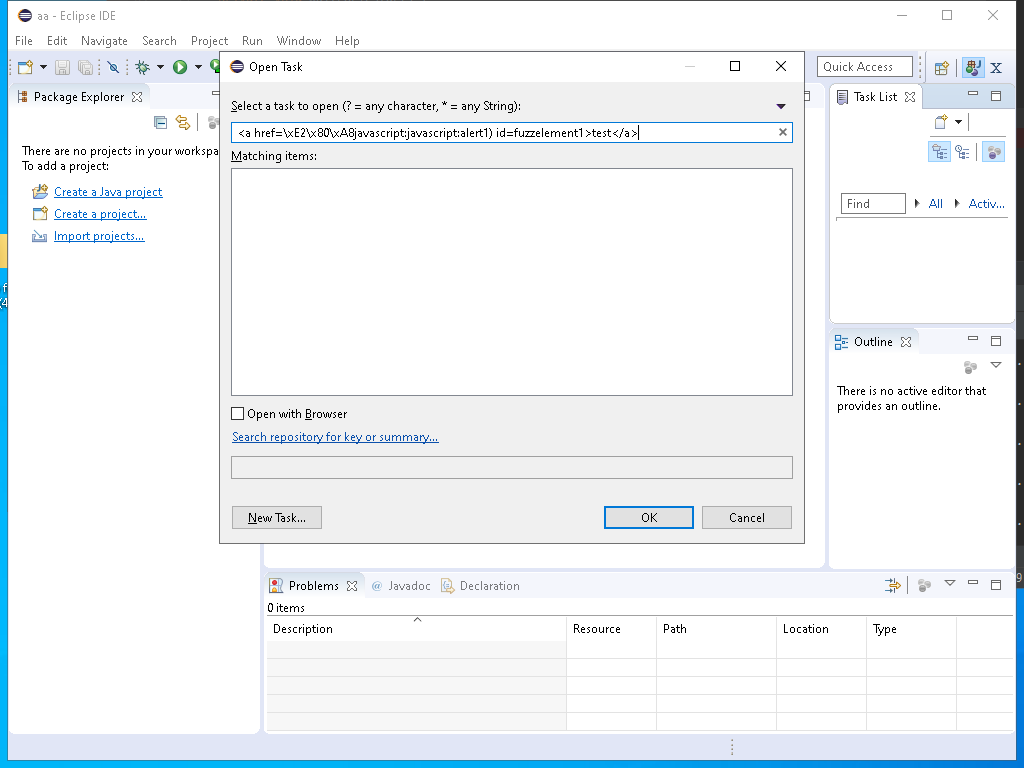 aa - Eclipse IDE
File Edit Navigate Search Project Run Window Help
Quick Access
Package Explorer
There are no projects in your workspa
To add a project:
Create a Java project
Create a project...
Import projects...
Open Task
Select a task to open (? = any character, * = any String):
<a href=\xE2\x80\xA8javascript:javascript:alert1) id=fuzzelement1>test</a>
Matching items:
Open with Browser
Search repository for key or summary...
New Task...
OK
Cancel
Task List
Find
All
Activ...
Outline
There is no active editor that
provides an outline.
Problems
@ Javadoc
Declaration
0 items
Description Resource Path Location Type